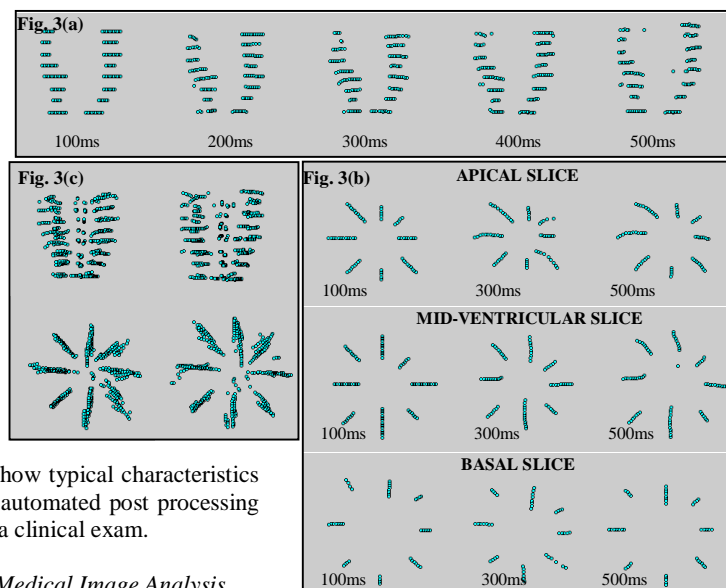 Fig. 3(a)
100ms 200ms 300ms 400ms 500ms
Fig. 3(c)
Fig. 3(b) APICAL SLICE
100ms 300ms 500ms
MID-VENTRICULAR SLICE
100ms 300ms 500ms
BASAL SLICE
100ms 300ms 500ms
how typical characteristics
automated post processing
a clinical exam.
Medical Image Analysis